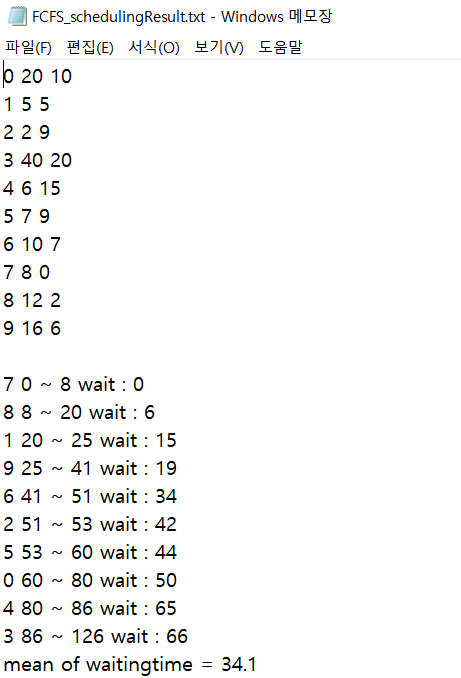 FCFS_schedulingResult.txt - Windows 메모장
파일(F) 편집(E) 서식(O) 보기(V) 도움말
0 20 10
1 5 5
2 2 9
3 40 20
4 6 15
5 7 9
6 10 7
7 8 0
8 12 2
9 16 6
7 0 ~ 8 wait : 0
8 8 ~ 20 wait : 6
1 20 ~ 25 wait : 15
9 25 ~ 41 wait : 19
6 41 ~ 51 wait : 34
2 51 ~ 53 wait : 42
5 53 ~ 60 wait : 44
0 60 ~ 80 wait : 50
4 80 ~ 86 wait : 65
3 86 ~ 126 wait : 66
mean of waitingtime = 34.1